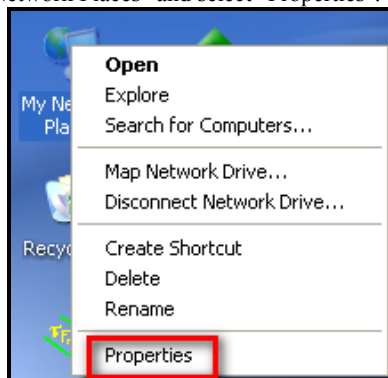 etwork Places" and select "Properties".
Open
My Ne
Explore
Pla
Search for Computers...
Map Network Drive...
Disconnect Network Drive...
Recyc
Create Shortcut
Delete
Rename
Properties